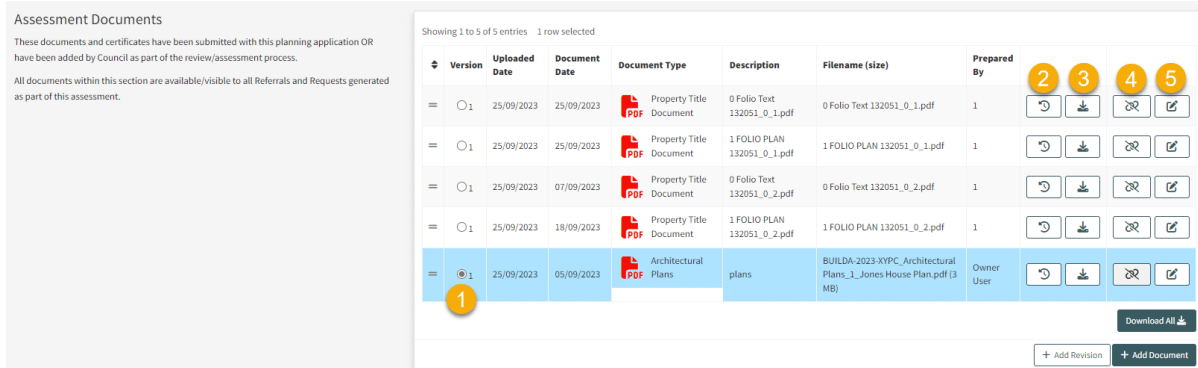 Assessment Documents
These documents and certificates have been submitted with this planning application OR
have been added by Council as part of the review/assessment process.
All documents within this section are available/visible to all Referrals and Requests generated
as part of this assessment.
Showing 1 to 5 of 5 entries 1 row selected
Version Uploaded Date Document Date Document Type Description Filename (size) Prepared By
2 3 4 5
1 25/09/2023 25/09/2023 PDF Property Title Document 0 Folio Text 132051_0_1.pdf 0 Folio Text 132051_0_1.pdf 1
1 25/09/2023 25/09/2023 PDF Property Title Document 1 FOLIO PLAN 132051_0_1.pdf 1 FOLIO PLAN 132051_0_1.pdf 1
1 25/09/2023 07/09/2023 PDF Property Title Document 0 Folio Text 132051_0_2.pdf 0 Folio Text 132051_0_2.pdf 1
1 25/09/2023 18/09/2023 PDF Property Title Document 1 FOLIO PLAN 132051_0_2.pdf 1 FOLIO PLAN 132051_0_2.pdf 1
1 25/09/2023 05/09/2023 PDF Architectural Plans plans BUILDA-2023-XYPC_Architectural Plans_1_Jones House Plan.pdf (3 MB) Owner User
1
Download All
+ Add Revision + Add Document